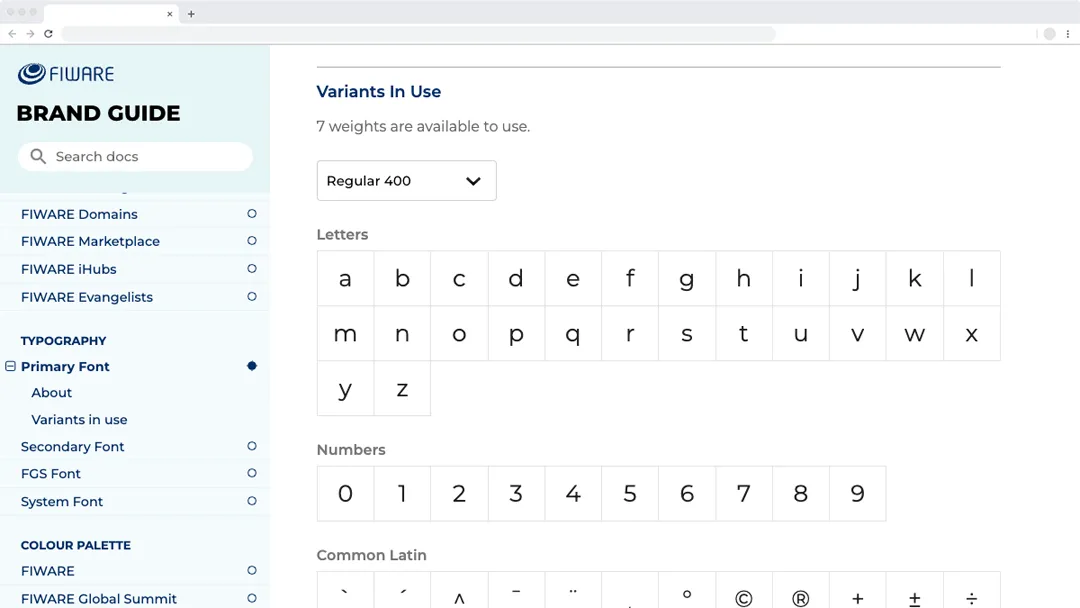 FIWARE
BRAND GUIDE
Search docs
FIWARE Domains
FIWARE Marketplace
FIWARE iHubs
FIWARE Evangelists
TYPOGRAPHY
Primary Font
About
Variants in use
Secondary Font
FGS Font
System Font
COLOUR PALETTE
FIWARE
FIWARE Global Summit
Variants In Use
7 weights are available to use.
Regular 400
Letters
a b c d e f g h i j k l
m n o p q r s t u v w x
y z
Numbers
0 1 2 3 4 5 6 7 8 9
Common Latin
` ´ ^ ¯ ¨ ° © ® + ± ÷